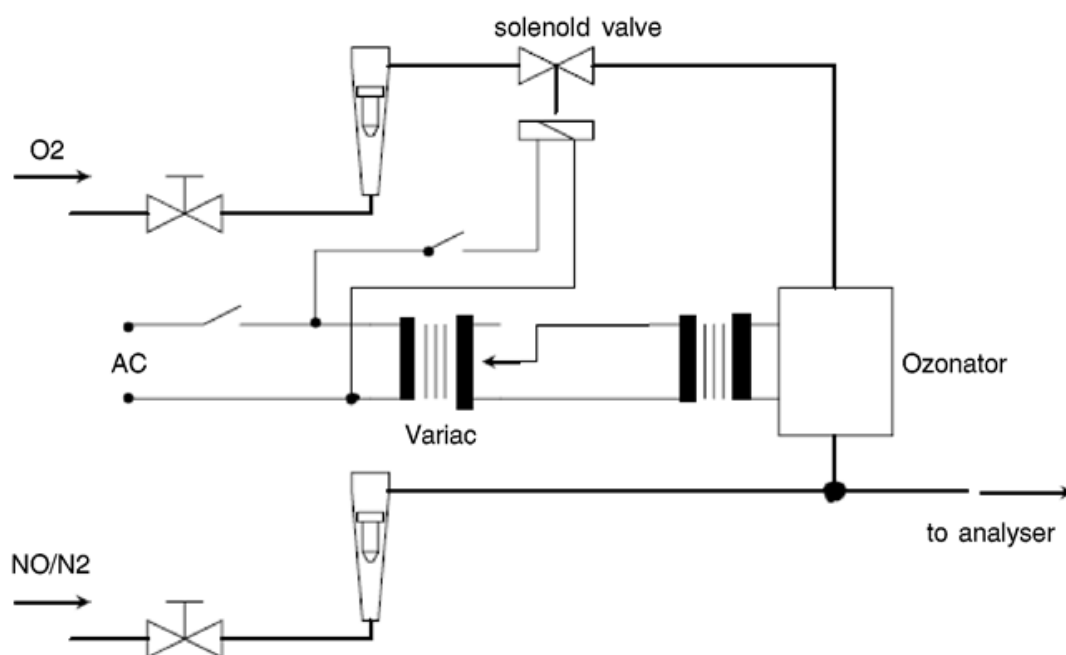 solenold valve
O2
AC
Variac
Ozonator
to analyser
NO/N2